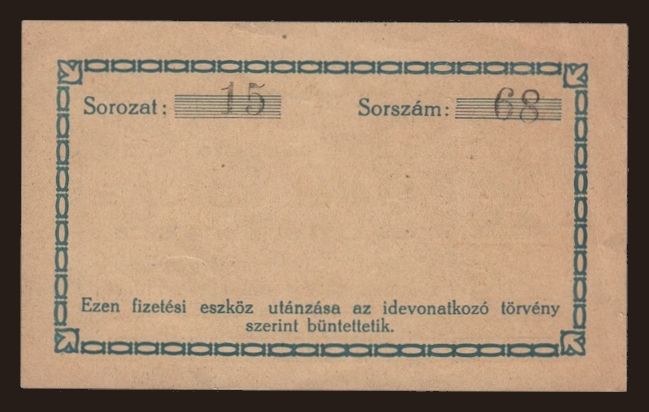 Sorozat: 15 Sorszám: 68
Ezen fizetési eszköz utánzása az idevonatkozó törvény
szerint büntettetik.